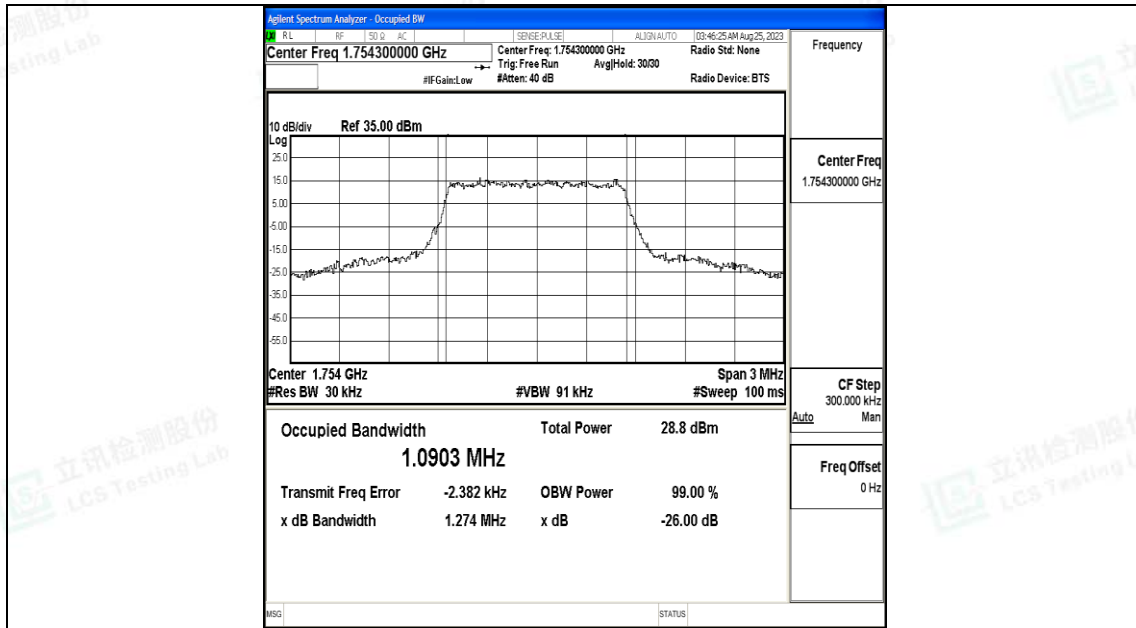 Agilent Spectrum Analyzer - Occupied BW
RL RF 50 Ω AC SENSE:PULSE ALIGN AUTO 03:46:25 AM Aug 25, 2023
Center Freq 1.754300000 GHz
Center Freq: 1.754300000 GHz Radio Std: None
Trig: Free Run Avg|Hold: 30/30
#IFGain:Low #Atten: 40 dB Radio Device: BTS
Frequency
10 dB/div Ref 35.00 dBm
Log
25.0
15.0
5.00
-5.00
-15.0
-25.0
-35.0
-45.0
-55.0
Center Freq
1.754300000 GHz
Center 1.754 GHz Span 3 MHz
#Res BW 30 kHz #VBW 91 kHz #Sweep 100 ms
CF Step
300.000 kHz
Auto Man
Occupied Bandwidth Total Power 28.8 dBm
1.0903 MHz
Transmit Freq Error -2.382 kHz OBW Power 99.00 %
x dB Bandwidth 1.274 MHz x dB -26.00 dB
Freq Offset
0 Hz
MSG STATUS
立讯检测股份
LCS Testing Lab